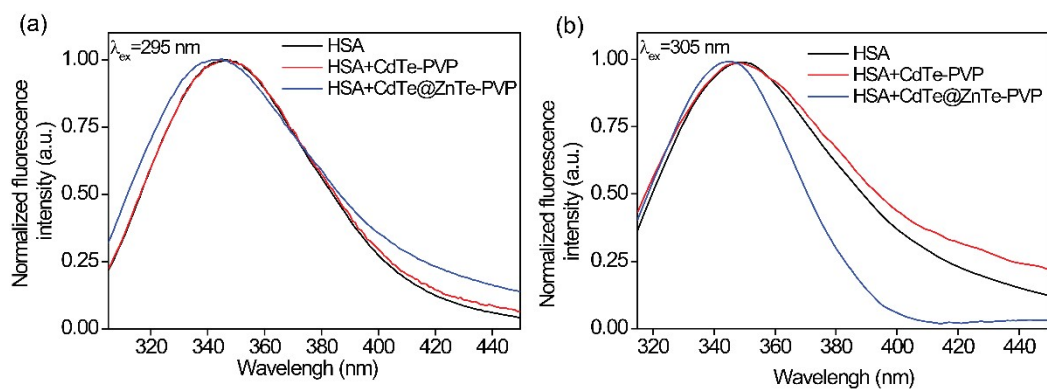 (a)
λex=295 nm
HSA
HSA+CdTe-PVP
HSA+CdTe@ZnTe-PVP
1.00
0.75
0.50
0.25
0.00
Normalized fluorescence
intensity (a.u.)
320 340 360 380 400 420 440
Wavelengh (nm)
(b)
λex=305 nm
HSA
HSA+CdTe-PVP
HSA+CdTe@ZnTe-PVP
1.00
0.75
0.50
0.25
0.00
Normalized fluorescence
intensity (a.u.)
320 340 360 380 400 420 440
Wavelengh (nm)